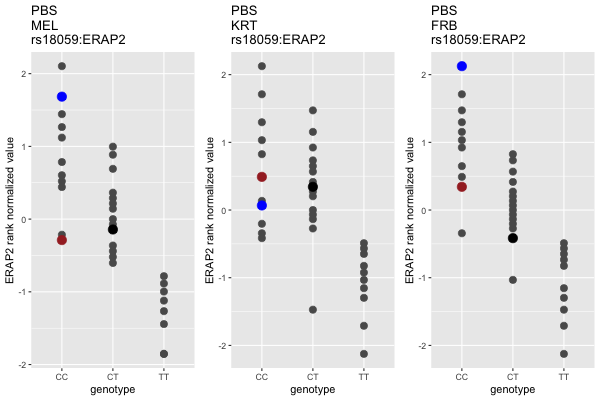 PBS
MEL
rs18059:ERAP2
ERAP2 rank normalized value
2
1
0
-1
-2
CC CT TT
genotype
PBS
KRT
rs18059:ERAP2
ERAP2 rank normalized value
2
1
0
-1
-2
CC CT TT
genotype
PBS
FRB
rs18059:ERAP2
ERAP2 rank normalized value
2
1
0
-1
-2
CC CT TT
genotype